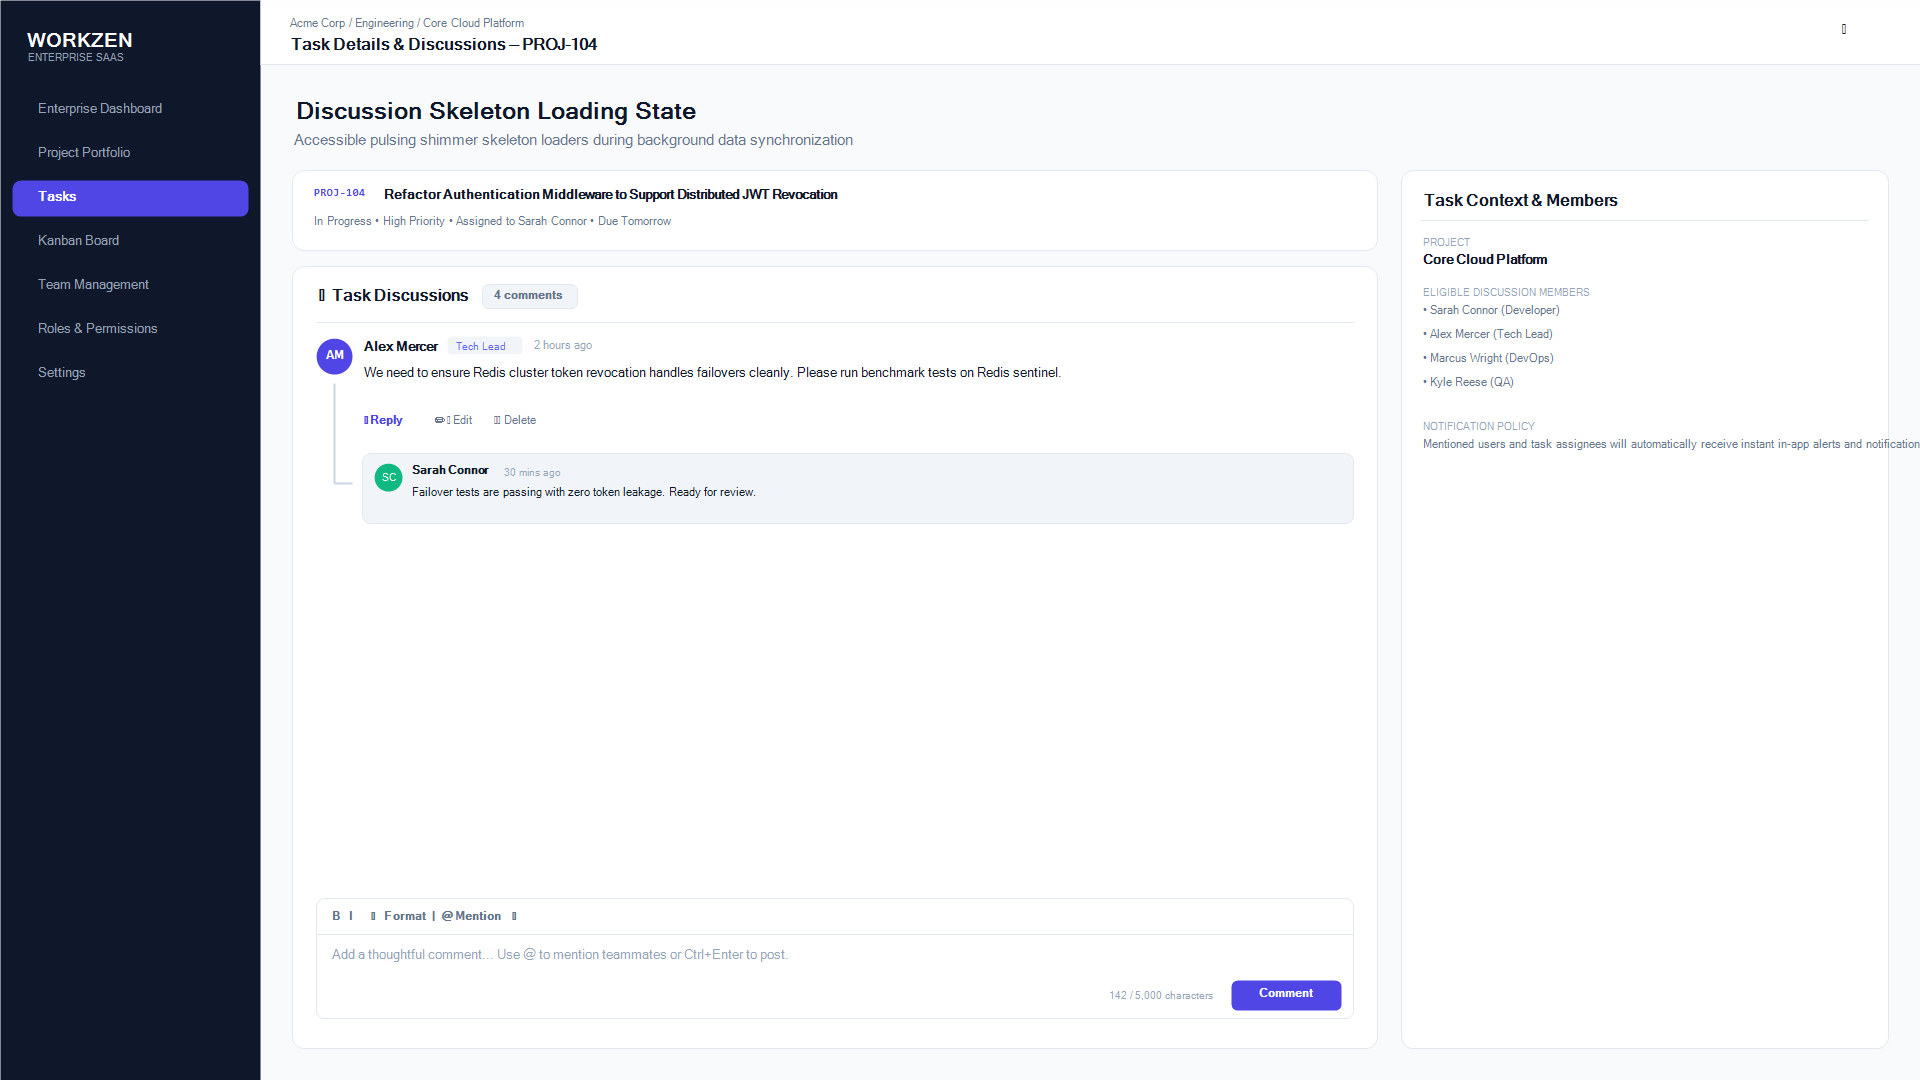 WORKZEN
ENTERPRISE SAAS
Enterprise Dashboard
Project Portfolio
Tasks
Kanban Board
Team Management
Roles & Permissions
Settings
Acme Corp / Engineering / Core Cloud Platform
Task Details & Discussions – PROJ-104
Discussion Skeleton Loading State
Accessible pulsing shimmer skeleton loaders during background data synchronization
PROJ-104 Refactor Authentication Middleware to Support Distributed JWT Revocation
In Progress • High Priority • Assigned to Sarah Connor • Due Tomorrow
Task Discussions 4 comments
AM Alex Mercer Tech Lead 2 hours ago
We need to ensure Redis cluster token revocation handles failovers cleanly. Please run benchmark tests on Redis sentinel.
Reply Edit Delete
SC Sarah Connor 30 mins ago
Failover tests are passing with zero token leakage. Ready for review.
B I Format | @Mention
Add a thoughtful comment... Use @ to mention teammates or Ctrl+Enter to post.
142 / 5,000 characters Comment
Task Context & Members
PROJECT
Core Cloud Platform
ELIGIBLE DISCUSSION MEMBERS
• Sarah Connor (Developer)
• Alex Mercer (Tech Lead)
• Marcus Wright (DevOps)
• Kyle Reese (QA)
NOTIFICATION POLICY
Mentioned users and task assignees will automatically receive instant in-app alerts and notification